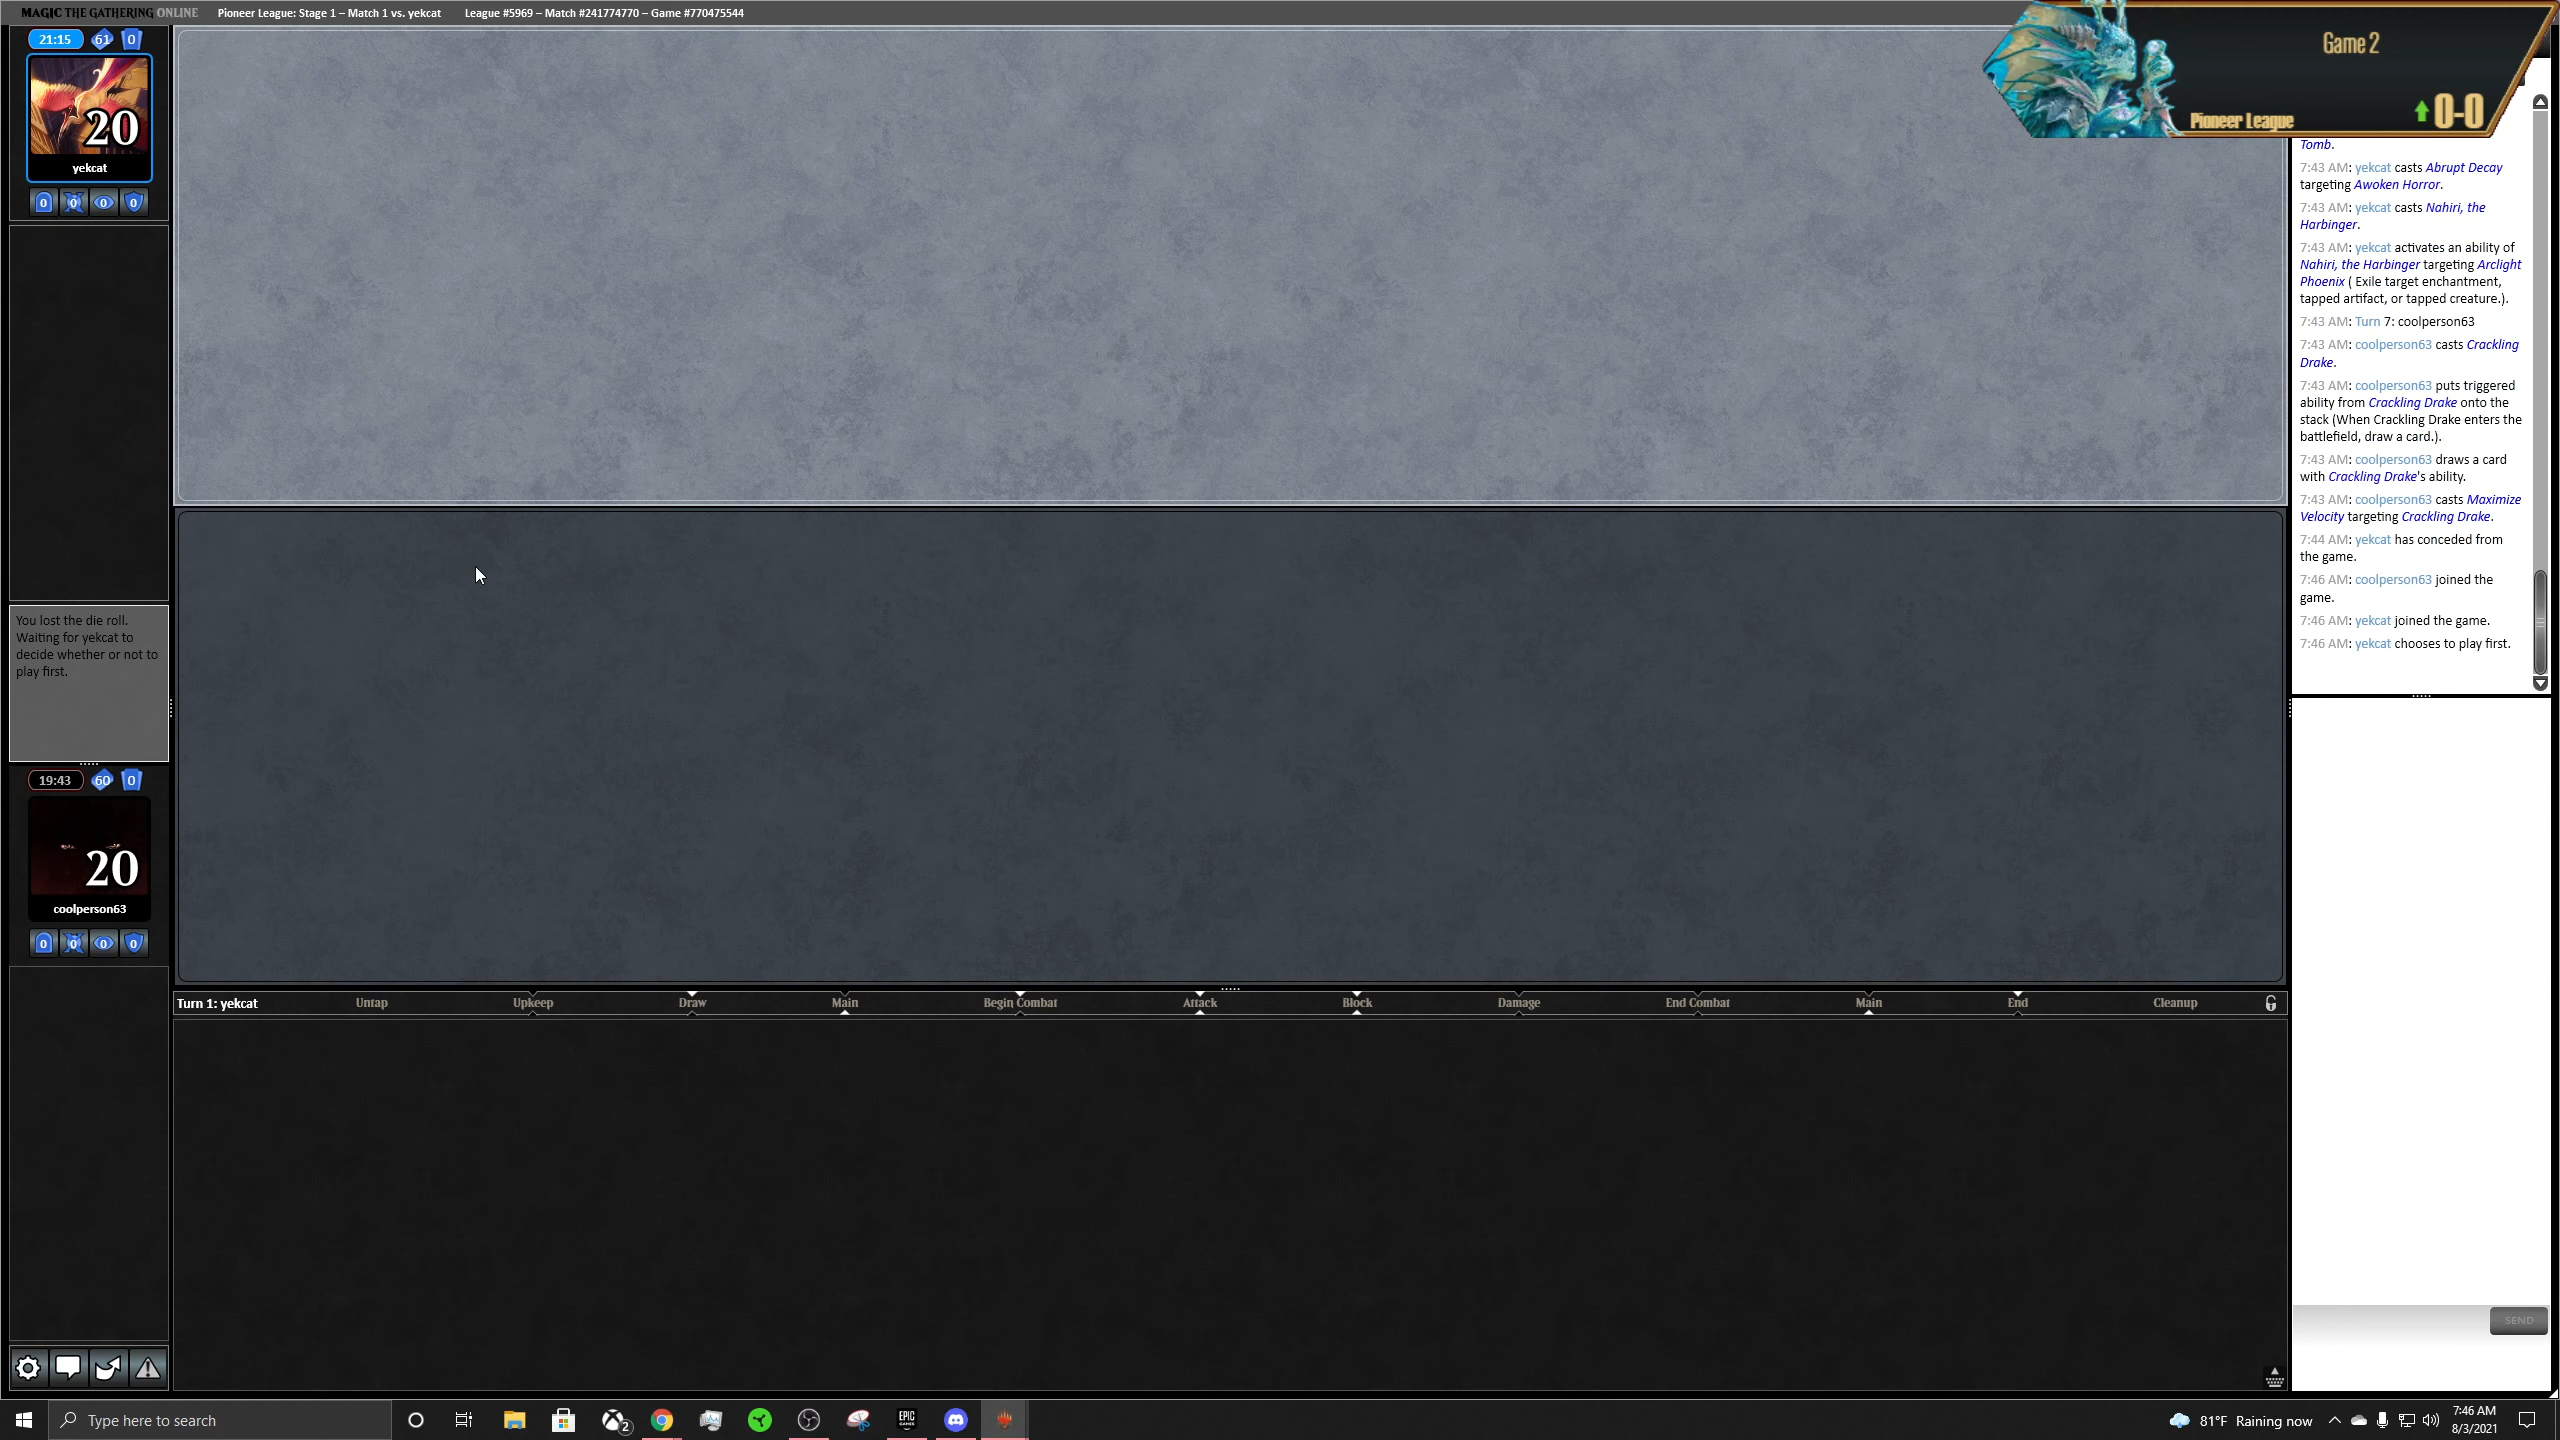 MAGIC THE GATHERING ONLINE Pioneer League: Stage 1 – Match 1 vs. yekcat League #5969 – Match #241774770 – Game #770475544
21:15 61 0
20
yekcat
0 0 0 0
You lost the die roll.
Waiting for yekcat to
decide whether or not to
play first.
19:43 60 0
20
coolperson63
0 0 0 0
Game 2
Pioneer League 0-0
Tomb.
7:43 AM: yekcat casts Abrupt Decay
targeting Awoken Horror.
7:43 AM: yekcat casts Nahiri, the
Harbinger.
7:43 AM: yekcat activates an ability of
Nahiri, the Harbinger targeting Arclight
Phoenix ( Exile target enchantment,
tapped artifact, or tapped creature.).
7:43 AM: Turn 7: coolperson63
7:43 AM: coolperson63 casts Crackling
Drake.
7:43 AM: coolperson63 puts triggered
ability from Crackling Drake onto the
stack (When Crackling Drake enters the
battlefield, draw a card.).
7:43 AM: coolperson63 draws a card
with Crackling Drake's ability.
7:43 AM: coolperson63 casts Maximize
Velocity targeting Crackling Drake.
7:44 AM: yekcat has conceded from
the game.
7:46 AM: coolperson63 joined the
game.
7:46 AM: yekcat joined the game.
7:46 AM: yekcat chooses to play first.
Turn 1: yekcat Untap Upkeep Draw Main Begin Combat Attack Block Damage End Combat Main End Cleanup
SEND
Type here to search
2
EPIC
GAMES
81°F Raining now
7:46 AM
8/3/2021